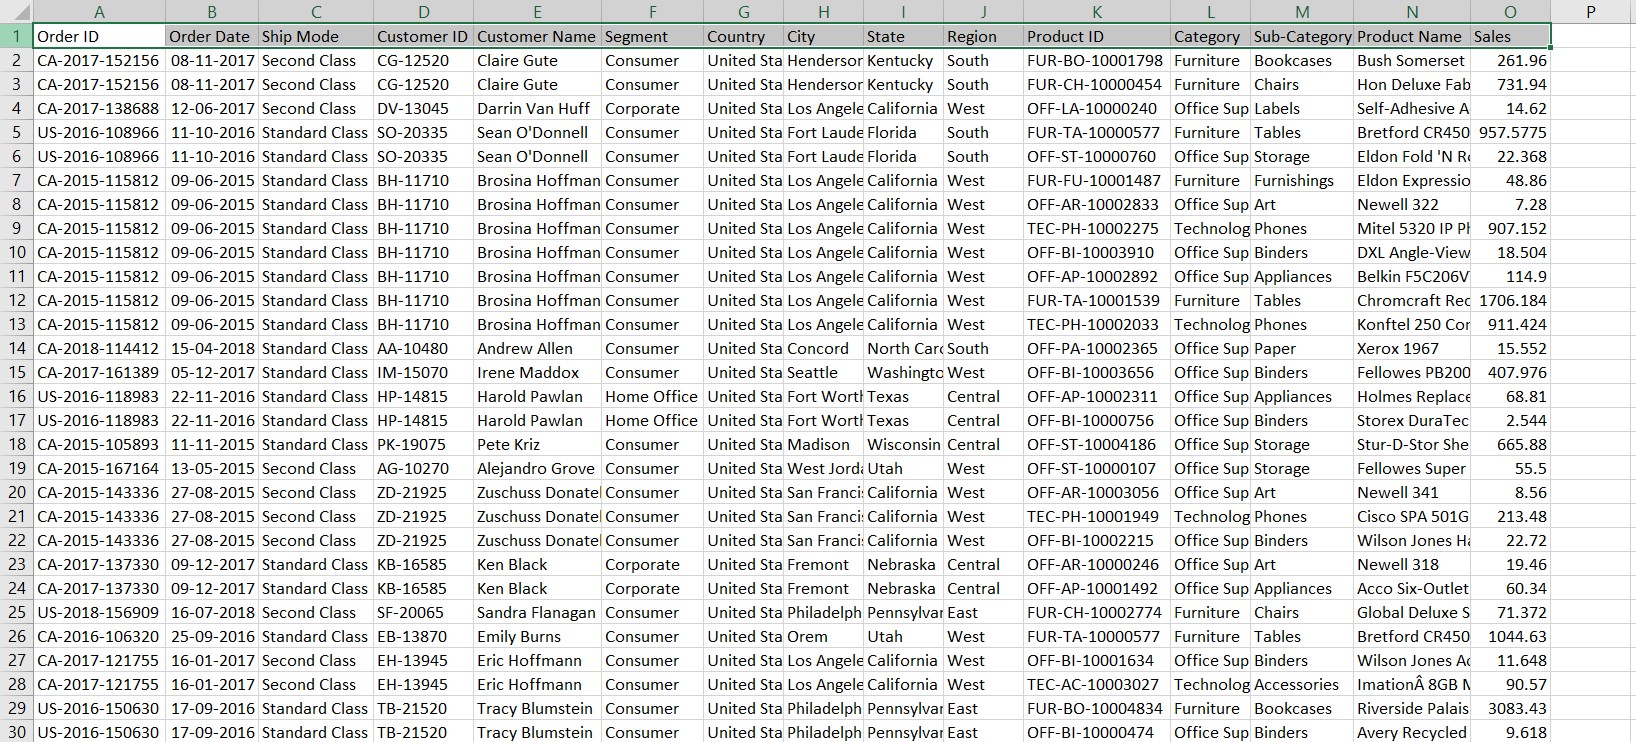 A B C D E F G H I J K L M N O P
1 Order ID Order Date Ship Mode Customer ID Customer Name Segment Country City State Region Product ID Category Sub-Category Product Name Sales
2 CA-2017-152156 08-11-2017 Second Class CG-12520 Claire Gute Consumer United Sta Henderson Kentucky South FUR-BO-10001798 Furniture Bookcases Bush Somerset 261.96
3 CA-2017-152156 08-11-2017 Second Class CG-12520 Claire Gute Consumer United Sta Henderson Kentucky South FUR-CH-10000454 Furniture Chairs Hon Deluxe Fab 731.94
4 CA-2017-138688 12-06-2017 Second Class DV-13045 Darrin Van Huff Corporate United Sta Los Angele California West OFF-LA-10000240 Office Sup Labels Self-Adhesive A 14.62
5 US-2016-108966 11-10-2016 Standard Class SO-20335 Sean O'Donnell Consumer United Sta Fort Laude Florida South FUR-TA-10000577 Furniture Tables Bretford CR450 957.5775
6 US-2016-108966 11-10-2016 Standard Class SO-20335 Sean O'Donnell Consumer United Sta Fort Laude Florida South OFF-ST-10000760 Office Sup Storage Eldon Fold 'N Ro 22.368
7 CA-2015-115812 09-06-2015 Standard Class BH-11710 Brosina Hoffman Consumer United Sta Los Angele California West FUR-FU-10001487 Furniture Furnishings Eldon Expressio 48.86
8 CA-2015-115812 09-06-2015 Standard Class BH-11710 Brosina Hoffman Consumer United Sta Los Angele California West OFF-AR-10002833 Office Sup Art Newell 322 7.28
9 CA-2015-115812 09-06-2015 Standard Class BH-11710 Brosina Hoffman Consumer United Sta Los Angele California West TEC-PH-10002275 Technolog Phones Mitel 5320 IP Ph 907.152
10 CA-2015-115812 09-06-2015 Standard Class BH-11710 Brosina Hoffman Consumer United Sta Los Angele California West OFF-BI-10003910 Office Sup Binders DXL Angle-View 18.504
11 CA-2015-115812 09-06-2015 Standard Class BH-11710 Brosina Hoffman Consumer United Sta Los Angele California West OFF-AP-10002892 Office Sup Appliances Belkin F5C206V 114.9
12 CA-2015-115812 09-06-2015 Standard Class BH-11710 Brosina Hoffman Consumer United Sta Los Angele California West FUR-TA-10001539 Furniture Tables Chromcraft Rec 1706.184
13 CA-2015-115812 09-06-2015 Standard Class BH-11710 Brosina Hoffman Consumer United Sta Los Angele California West TEC-PH-10002033 Technolog Phones Konftel 250 Con 911.424
14 CA-2018-114412 15-04-2018 Standard Class AA-10480 Andrew Allen Consumer United Sta Concord North Caro South OFF-PA-10002365 Office Sup Paper Xerox 1967 15.552
15 CA-2017-161389 05-12-2017 Standard Class IM-15070 Irene Maddox Consumer United Sta Seattle Washingto West OFF-BI-10003656 Office Sup Binders Fellowes PB200 407.976
16 US-2016-118983 22-11-2016 Standard Class HP-14815 Harold Pawlan Home Office United Sta Fort Worth Texas Central OFF-AP-10002311 Office Sup Appliances Holmes Replace 68.81
17 US-2016-118983 22-11-2016 Standard Class HP-14815 Harold Pawlan Home Office United Sta Fort Worth Texas Central OFF-BI-10000756 Office Sup Binders Storex DuraTec 2.544
18 CA-2015-105893 11-11-2015 Standard Class PK-19075 Pete Kriz Consumer United Sta Madison Wisconsin Central OFF-ST-10004186 Office Sup Storage Stur-D-Stor She 665.88
19 CA-2015-167164 13-05-2015 Second Class AG-10270 Alejandro Grove Consumer United Sta West Jorda Utah West OFF-ST-10000107 Office Sup Storage Fellowes Super 55.5
20 CA-2015-143336 27-08-2015 Second Class ZD-21925 Zuschuss Donatel Consumer United Sta San Francis California West OFF-AR-10003056 Office Sup Art Newell 341 8.56
21 CA-2015-143336 27-08-2015 Second Class ZD-21925 Zuschuss Donatel Consumer United Sta San Francis California West TEC-PH-10001949 Technolog Phones Cisco SPA 501G 213.48
22 CA-2015-143336 27-08-2015 Second Class ZD-21925 Zuschuss Donatel Consumer United Sta San Francis California West OFF-BI-10002215 Office Sup Binders Wilson Jones Ha 22.72
23 CA-2017-137330 09-12-2017 Standard Class KB-16585 Ken Black Corporate United Sta Fremont Nebraska Central OFF-AR-10000246 Office Sup Art Newell 318 19.46
24 CA-2017-137330 09-12-2017 Standard Class KB-16585 Ken Black Corporate United Sta Fremont Nebraska Central OFF-AP-10001492 Office Sup Appliances Acco Six-Outlet 60.34
25 US-2018-156909 16-07-2018 Second Class SF-20065 Sandra Flanagan Consumer United Sta Philadelph Pennsylvan East FUR-CH-10002774 Furniture Chairs Global Deluxe S 71.372
26 CA-2016-106320 25-09-2016 Standard Class EB-13870 Emily Burns Consumer United Sta Orem Utah West FUR-TA-10000577 Furniture Tables Bretford CR450 1044.63
27 CA-2017-121755 16-01-2017 Second Class EH-13945 Eric Hoffmann Consumer United Sta Los Angele California West OFF-BI-10001634 Office Sup Binders Wilson Jones Ac 11.648
28 CA-2017-121755 16-01-2017 Second Class EH-13945 Eric Hoffmann Consumer United Sta Los Angele California West TEC-AC-10003027 Technolog Accessories ImationÂ 8GB M 90.57
29 US-2016-150630 17-09-2016 Standard Class TB-21520 Tracy Blumstein Consumer United Sta Philadelph Pennsylvan East FUR-BO-10004834 Furniture Bookcases Riverside Palais 3083.43
30 US-2016-150630 17-09-2016 Standard Class TB-21520 Tracy Blumstein Consumer United Sta Philadelph Pennsylvan East OFF-BI-10000474 Office Sup Binders Avery Recycled 9.618